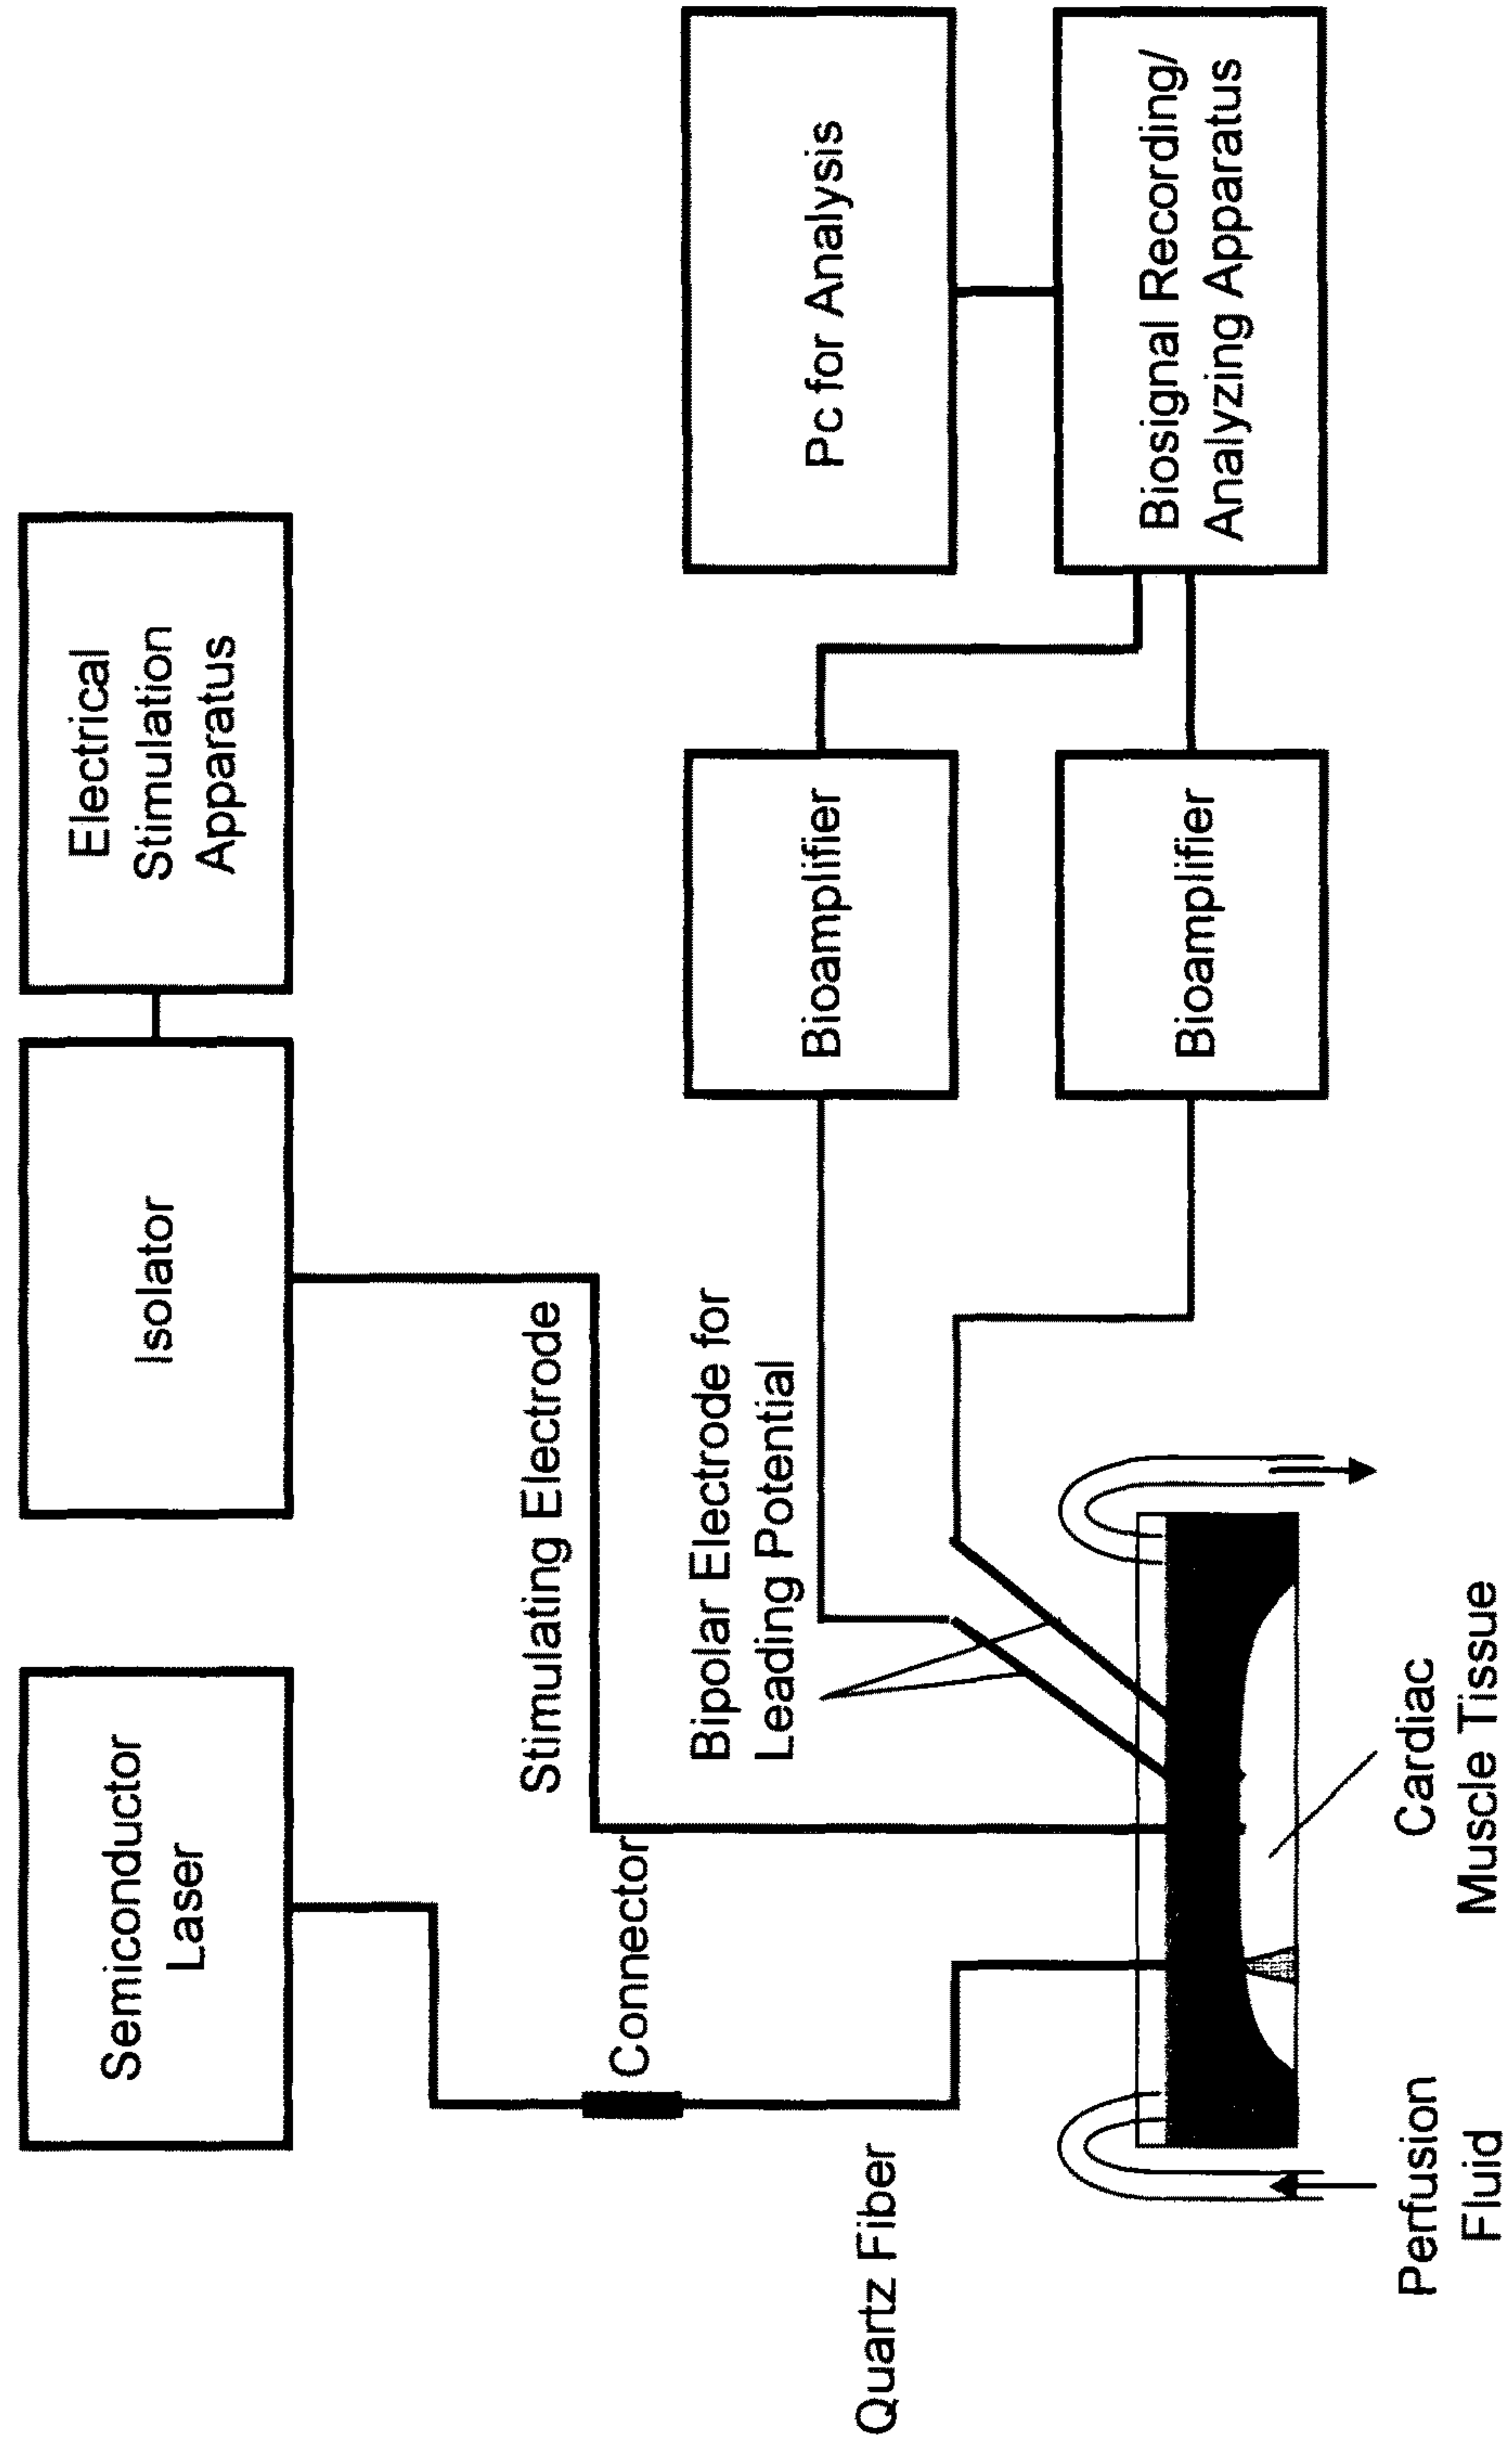 Semiconductor
Laser
Isolator
Electrical
Stimulation
Apparatus
Connector
Stimulating Electrode
Quartz Fiber
Bipolar Electrode for
Leading Potential
Bioamplifier
Pc for Analysis
Bioamplifier
Biosignal Recording/
Analyzing Apparatus
Perfusion
Fluid
Cardiac
Muscle Tissue